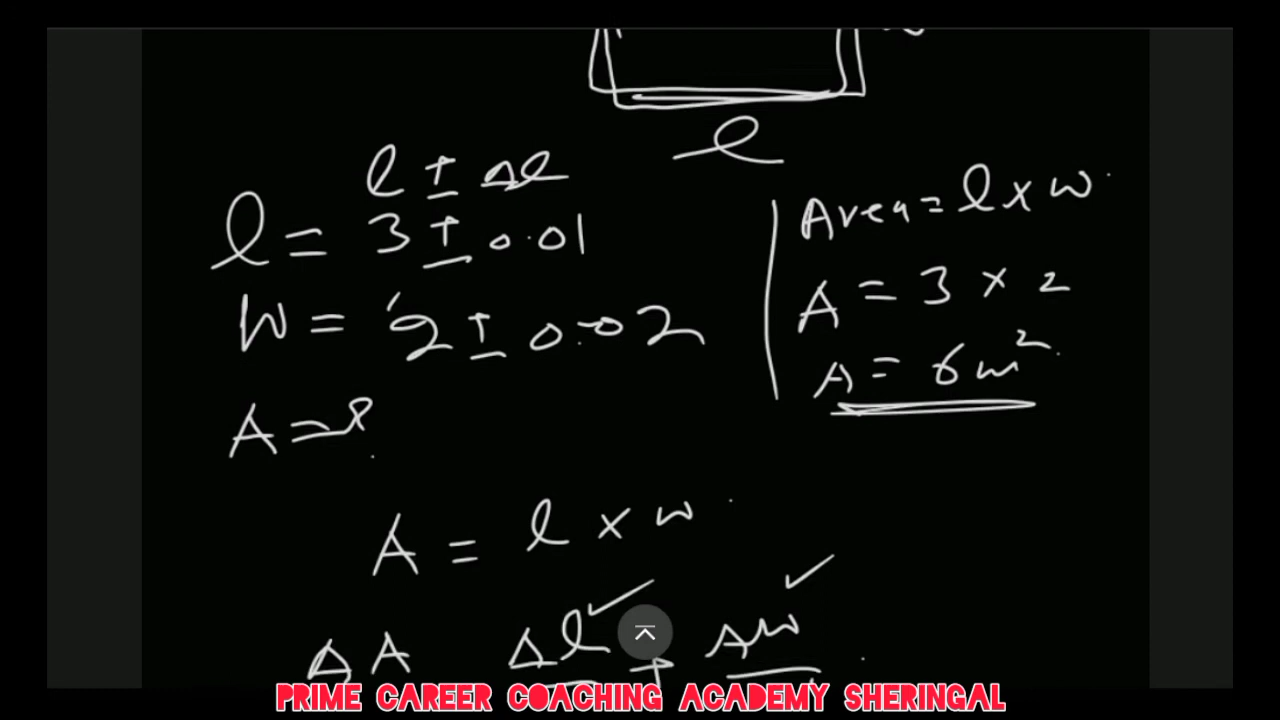 l
l ± Δl
l = 3 ± 0.01
W = 2 ± 0.02
A = l
Area = l x w
A = 3 x 2
A = 6m²
A = l x w
ΔA Δl + Δw
PRIME CAREER COACHING ACADEMY SHERINGAL